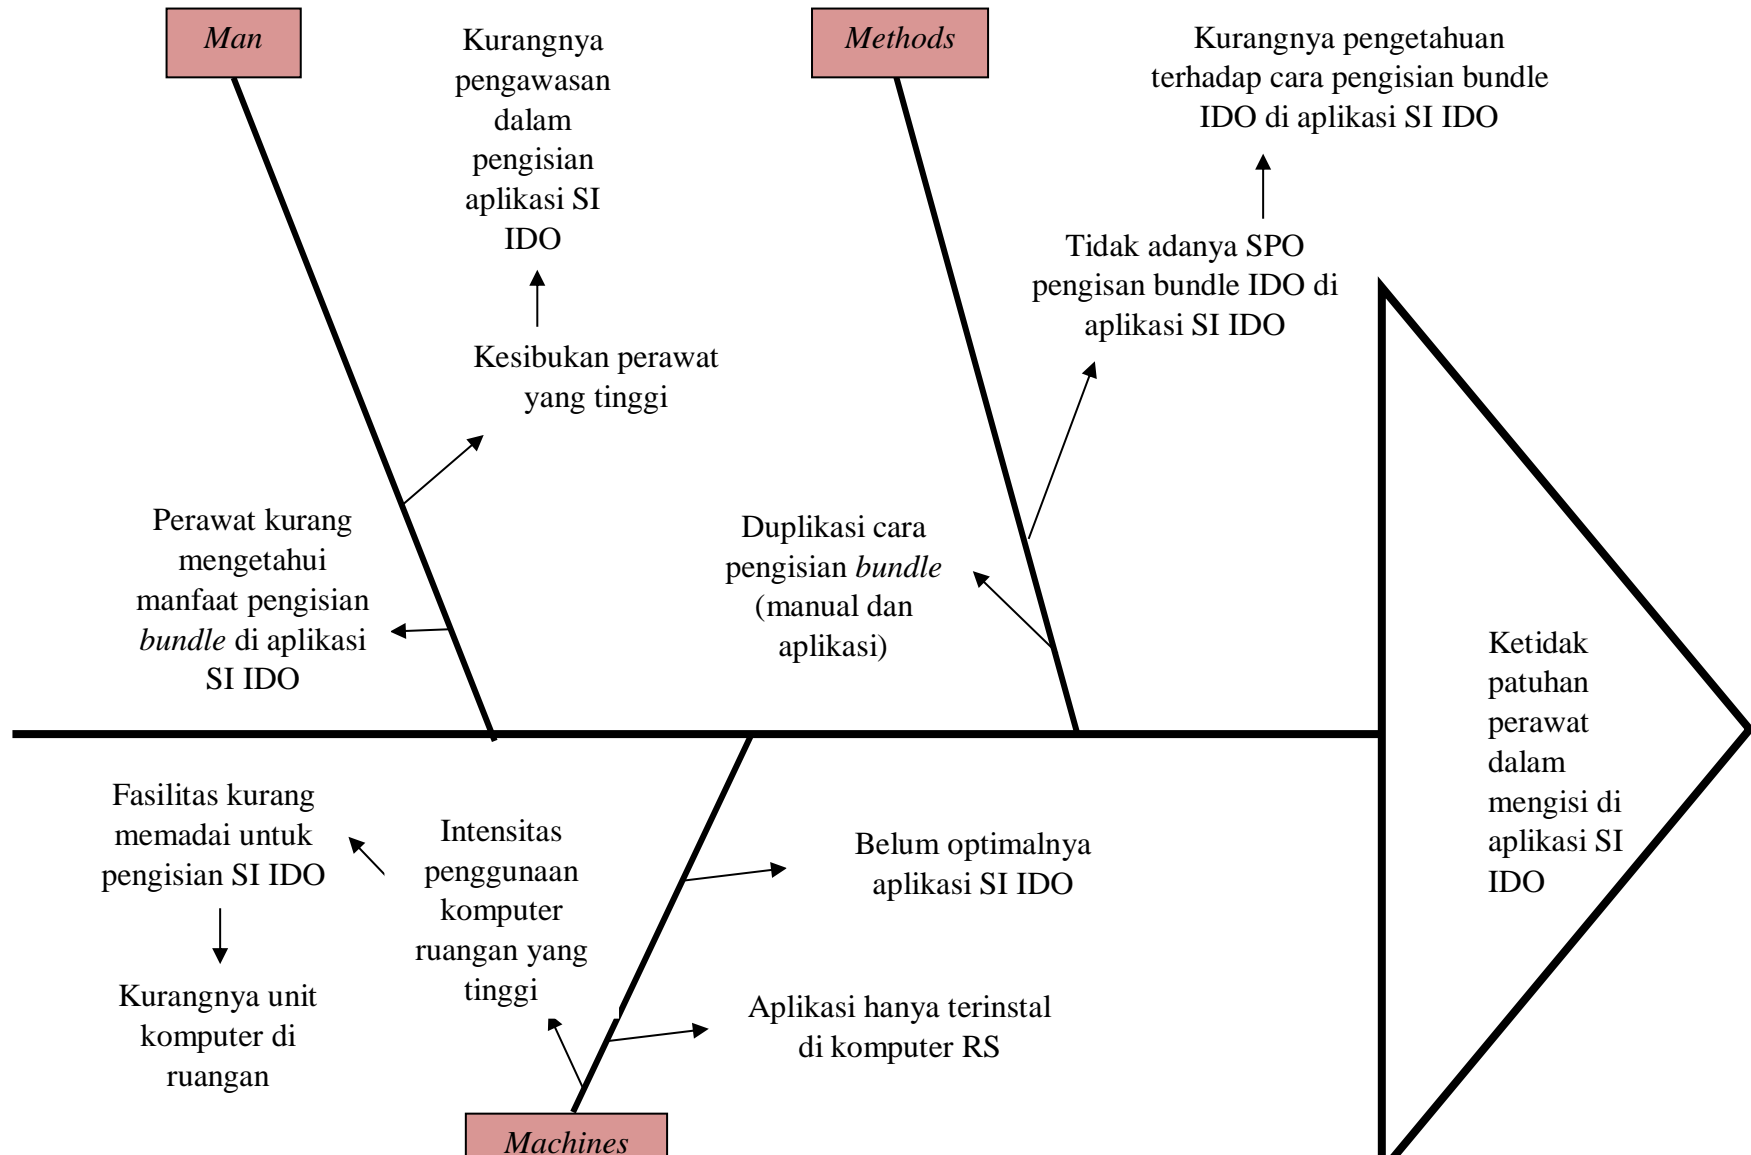 Man
Kurangnya
pengawasan
dalam
pengisian
aplikasi SI
IDO
Kesibukan perawat
yang tinggi
Perawat kurang
mengetahui
manfaat pengisian
bundle di aplikasi
SI IDO
Methods
Kurangnya pengetahuan
terhadap cara pengisian bundle
IDO di aplikasi SI IDO
Tidak adanya SPO
pengisan bundle IDO di
aplikasi SI IDO
Duplikasi cara
pengisian bundle
(manual dan
aplikasi)
Ketidak
patuhan
perawat
dalam
mengisi di
aplikasi SI
IDO
Fasilitas kurang
memadai untuk
pengisian SI IDO
Kurangnya unit
komputer di
ruangan
Intensitas
penggunaan
komputer
ruangan yang
tinggi
Belum optimalnya
aplikasi SI IDO
Aplikasi hanya terinstal
di komputer RS
Machines